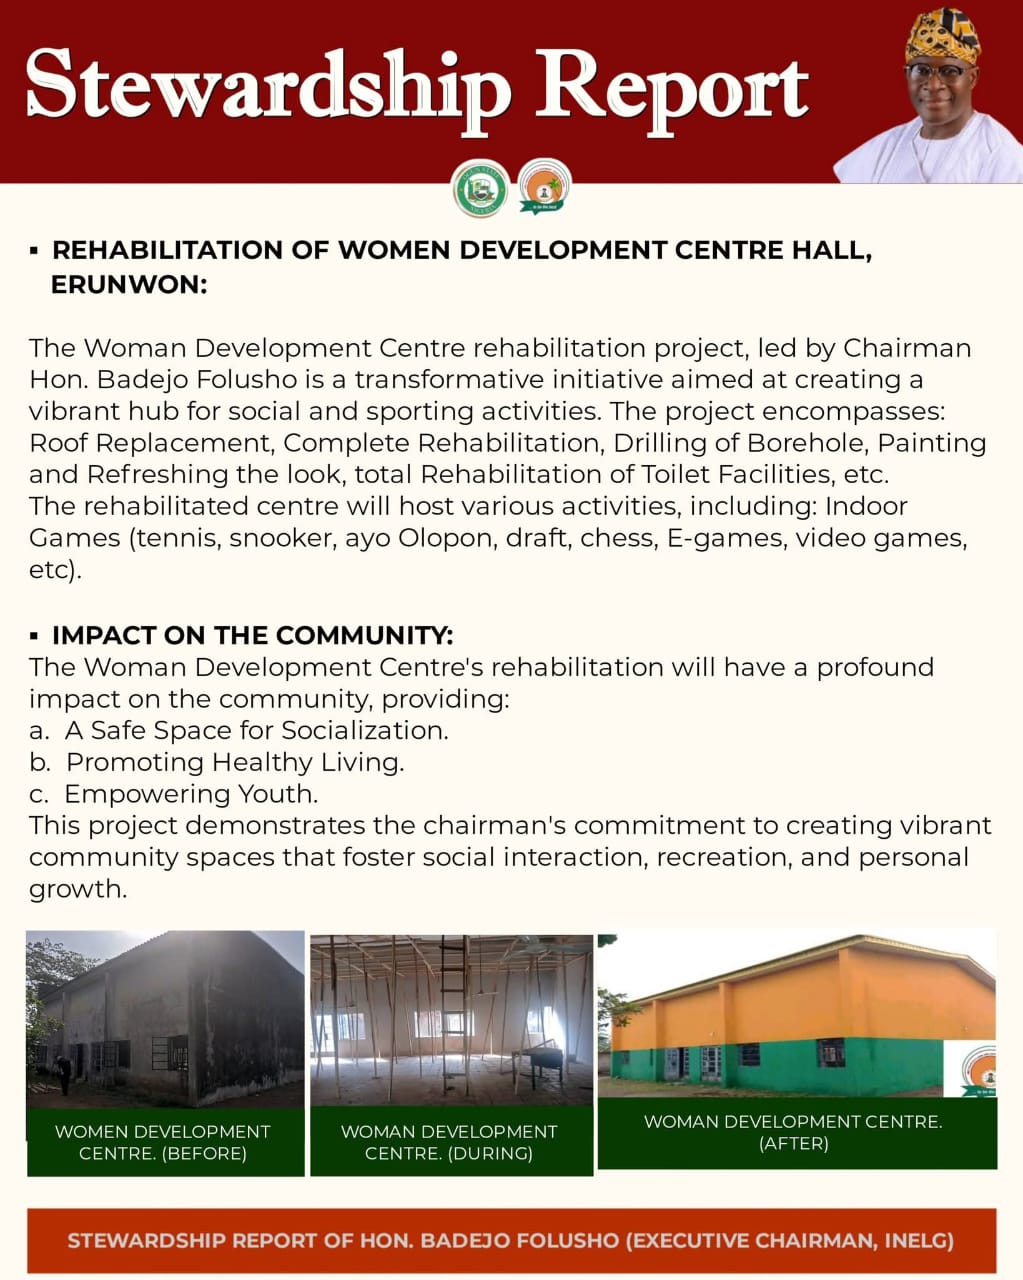 Stewardship Report
▪ REHABILITATION OF WOMEN DEVELOPMENT CENTRE HALL,
ERUNWON:
The Woman Development Centre rehabilitation project, led by Chairman
Hon. Badejo Folusho is a transformative initiative aimed at creating a
vibrant hub for social and sporting activities. The project encompasses:
Roof Replacement, Complete Rehabilitation, Drilling of Borehole, Painting
and Refreshing the look, total Rehabilitation of Toilet Facilities, etc.
The rehabilitated centre will host various activities, including: Indoor
Games (tennis, snooker, ayo Olopon, draft, chess, E-games, video games,
etc).
▪ IMPACT ON THE COMMUNITY:
The Woman Development Centre's rehabilitation will have a profound
impact on the community, providing:
a. A Safe Space for Socialization.
b. Promoting Healthy Living.
c. Empowering Youth.
This project demonstrates the chairman's commitment to creating vibrant
community spaces that foster social interaction, recreation, and personal
growth.
WOMEN DEVELOPMENT
CENTRE. (BEFORE)
WOMAN DEVELOPMENT
CENTRE. (DURING)
WOMAN DEVELOPMENT CENTRE.
(AFTER)
STEWARDSHIP REPORT OF HON. BADEJO FOLUSHO (EXECUTIVE CHAIRMAN, INELG)